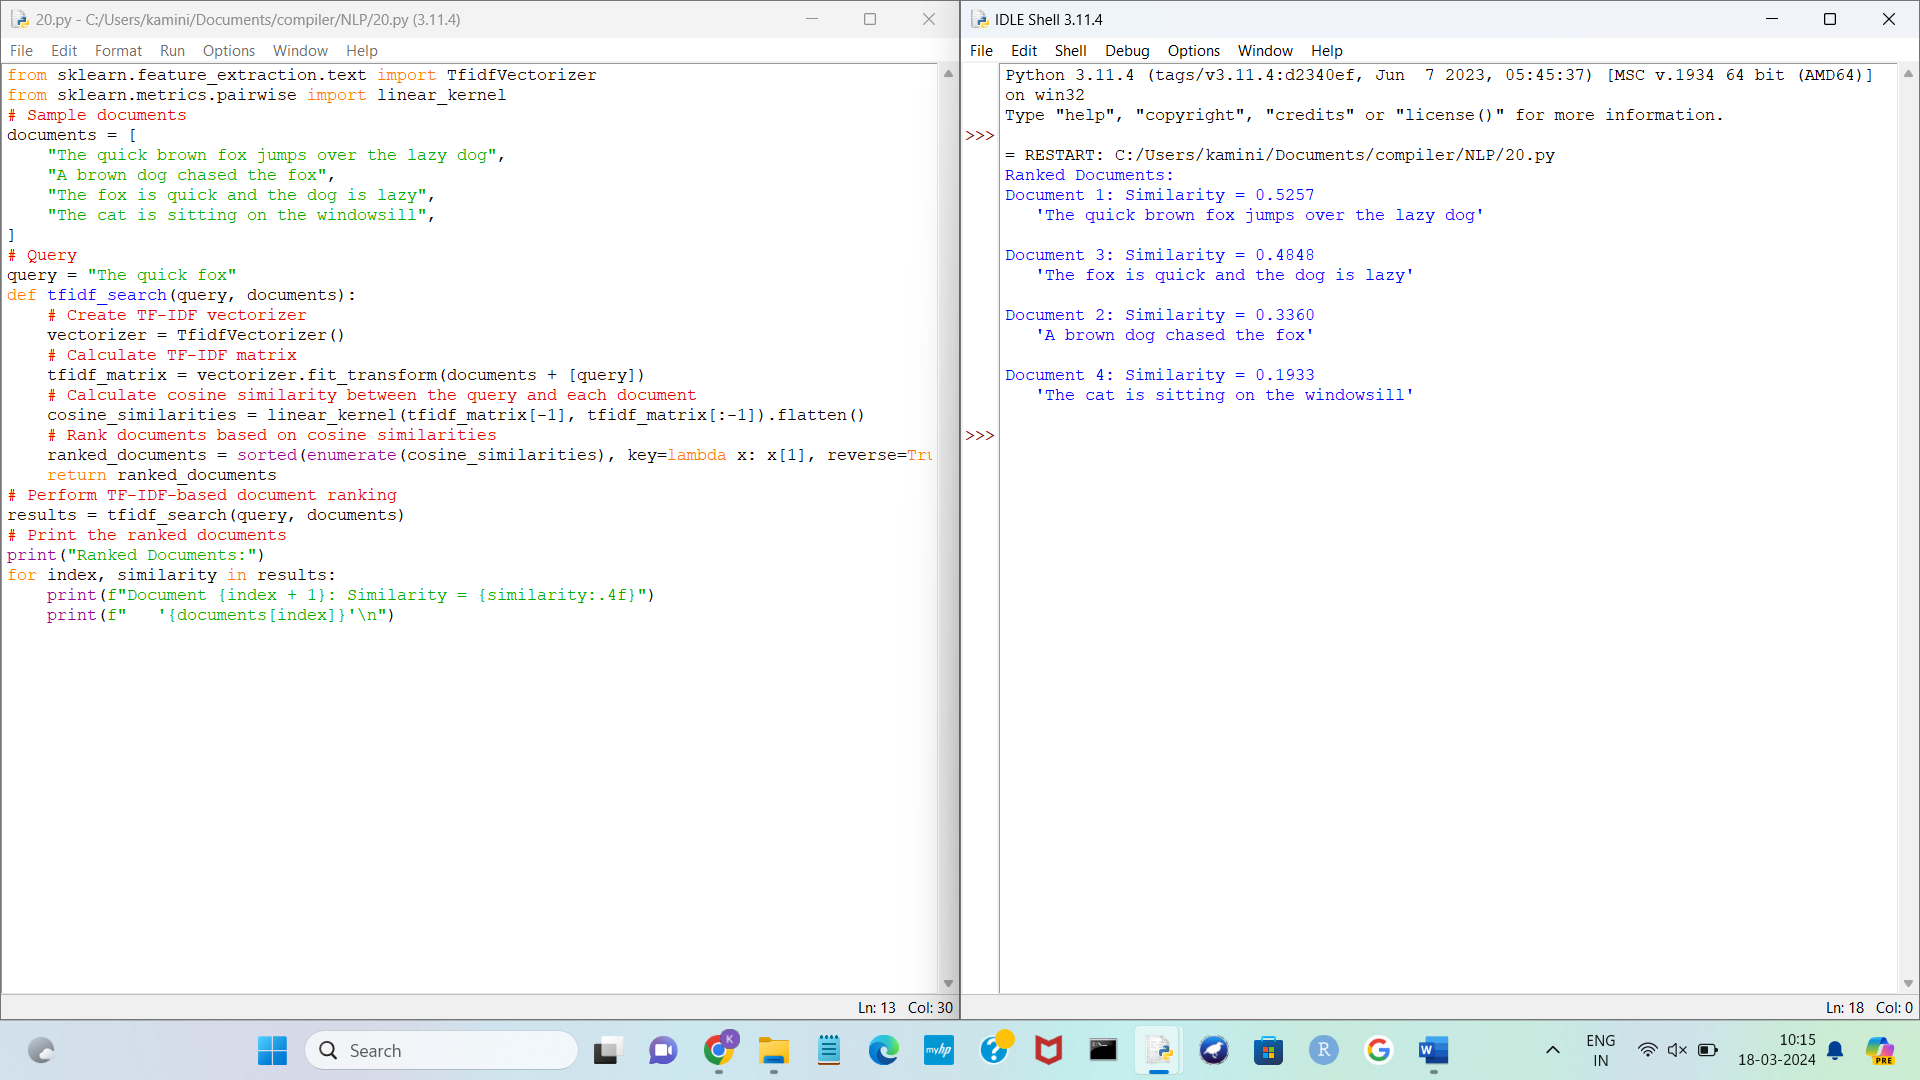 20.py - C:/Users/kamini/Documents/compiler/NLP/20.py (3.11.4)
File Edit Format Run Options Window Help
from sklearn.feature_extraction.text import TfidfVectorizer
from sklearn.metrics.pairwise import linear_kernel
# Sample documents
documents = [
    "The quick brown fox jumps over the lazy dog",
    "A brown dog chased the fox",
    "The fox is quick and the dog is lazy",
    "The cat is sitting on the windowsill",
]
# Query
query = "The quick fox"
def tfidf_search(query, documents):
    # Create TF-IDF vectorizer
    vectorizer = TfidfVectorizer()
    # Calculate TF-IDF matrix
    tfidf_matrix = vectorizer.fit_transform(documents + [query])
    # Calculate cosine similarity between the query and each document
    cosine_similarities = linear_kernel(tfidf_matrix[-1], tfidf_matrix[:-1]).flatten()
    # Rank documents based on cosine similarities
    ranked_documents = sorted(enumerate(cosine_similarities), key=lambda x: x[1], reverse=Tru
    return ranked_documents
# Perform TF-IDF-based document ranking
results = tfidf_search(query, documents)
# Print the ranked documents
print("Ranked Documents:")
for index, similarity in results:
    print(f"Document {index + 1}: Similarity = {similarity:.4f}")
    print(f"   '{documents[index]}'\n")
Ln: 13 Col: 30
IDLE Shell 3.11.4
File Edit Shell Debug Options Window Help
Python 3.11.4 (tags/v3.11.4:d2340ef, Jun  7 2023, 05:45:37) [MSC v.1934 64 bit (AMD64)]
on win32
Type "help", "copyright", "credits" or "license()" for more information.
>>>
= RESTART: C:/Users/kamini/Documents/compiler/NLP/20.py
Ranked Documents:
Document 1: Similarity = 0.5257
   'The quick brown fox jumps over the lazy dog'
Document 3: Similarity = 0.4848
   'The fox is quick and the dog is lazy'
Document 2: Similarity = 0.3360
   'A brown dog chased the fox'
Document 4: Similarity = 0.1933
   'The cat is sitting on the windowsill'
>>>
Ln: 18 Col: 0
Search
K
myhp
R
W
ENG
IN
10:15
18-03-2024
PRE